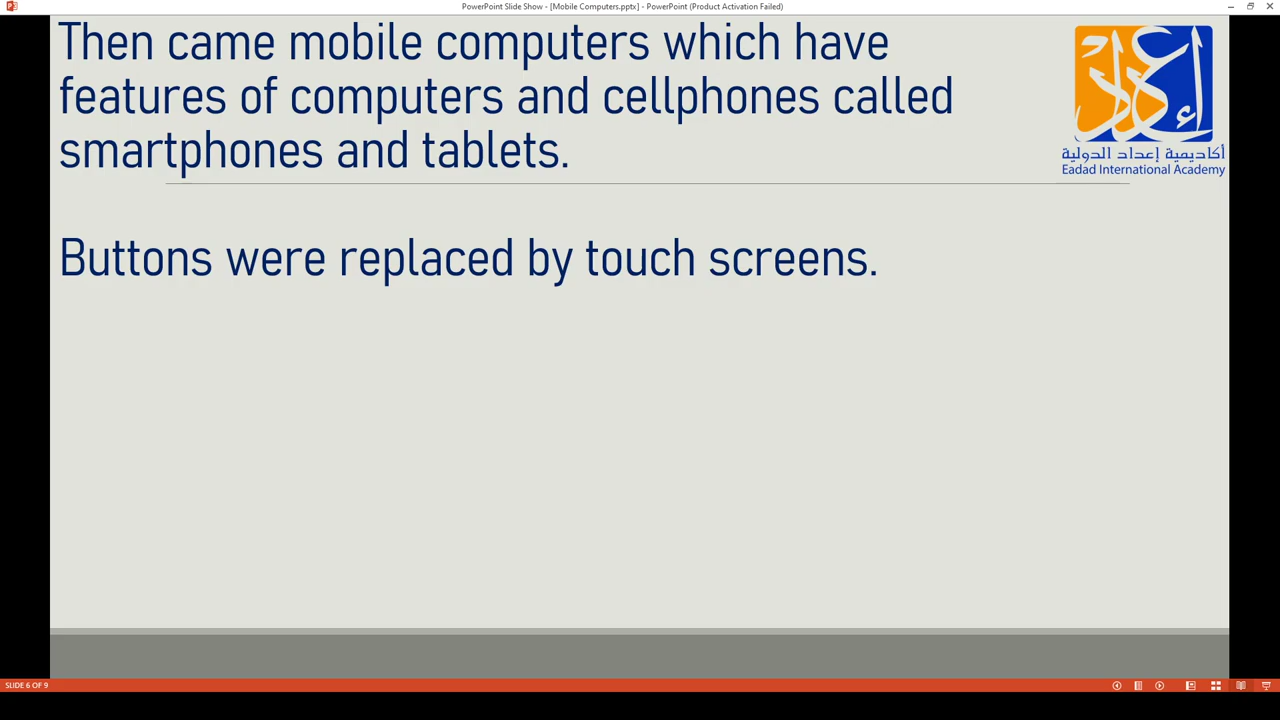 PowerPoint Slide Show - [Mobile Computers.pptx] - PowerPoint (Product Activation Failed)
Then came mobile computers which have
features of computers and cellphones called
smartphones and tablets.
إعداد
أكاديمية إعداد الدولية
Eadad International Academy
Buttons were replaced by touch screens.
SLIDE 6 OF 9